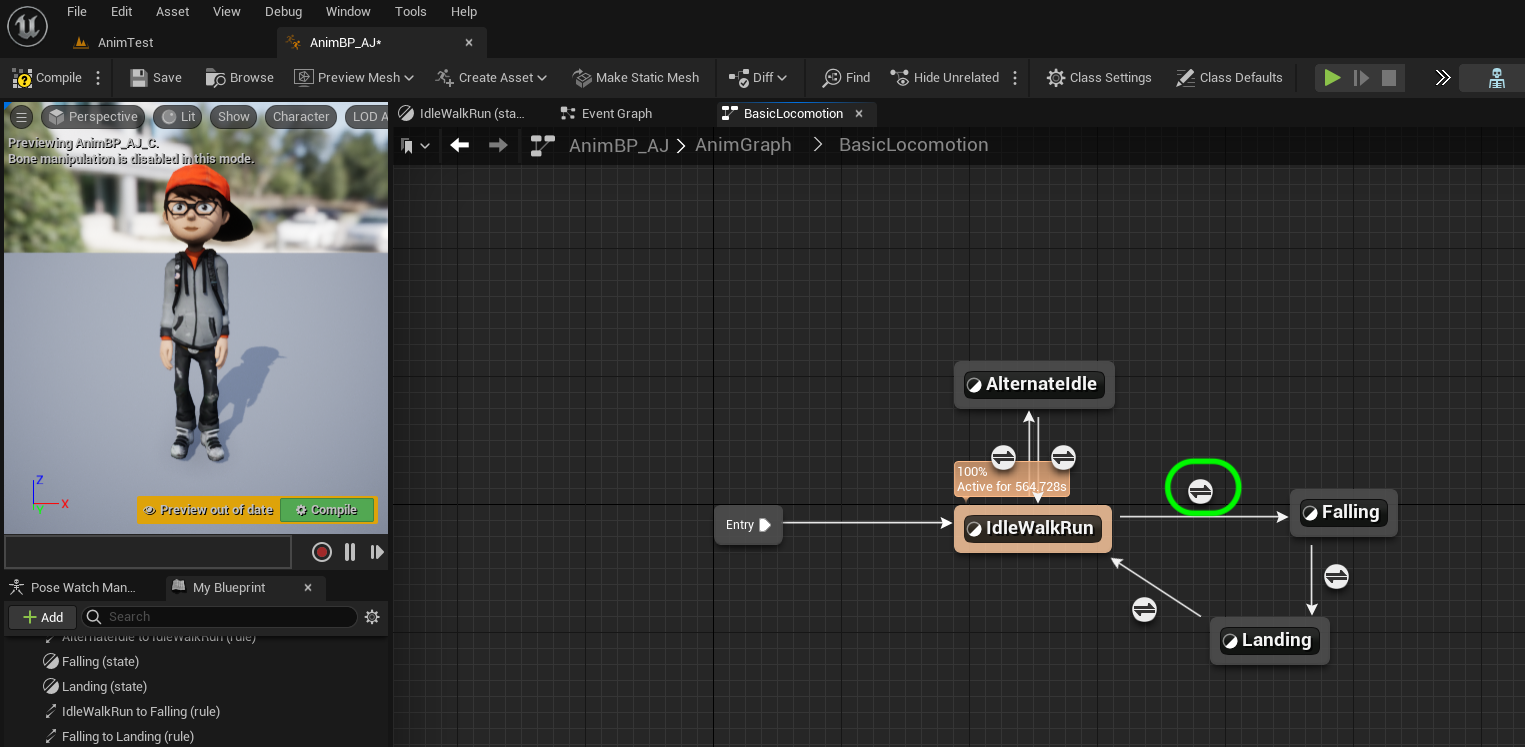 File Edit Asset View Debug Window Tools Help
AnimTest
AnimBP_AJ*
Compile
Save
Browse
Preview Mesh
Create Asset
Make Static Mesh
Diff
Find
Hide Unrelated
Class Settings
Class Defaults
Perspective
Lit
Show
Character
LOD A
Previewing AnimBP_AJ_C.
Bone manipulation is disabled in this mode.
Z
X
Y
Preview out of date
Compile
IdleWalkRun (sta...
Event Graph
BasicLocomotion
AnimBP_AJ > AnimGraph > BasicLocomotion
AlternateIdle
100%
Active for 564.728s
Entry
IdleWalkRun
Falling
Landing
Pose Watch Man...
My Blueprint
Add
Search
AlternateIdle to IdleWalkRun (rule)
Falling (state)
Landing (state)
IdleWalkRun to Falling (rule)
Falling to Landing (rule)